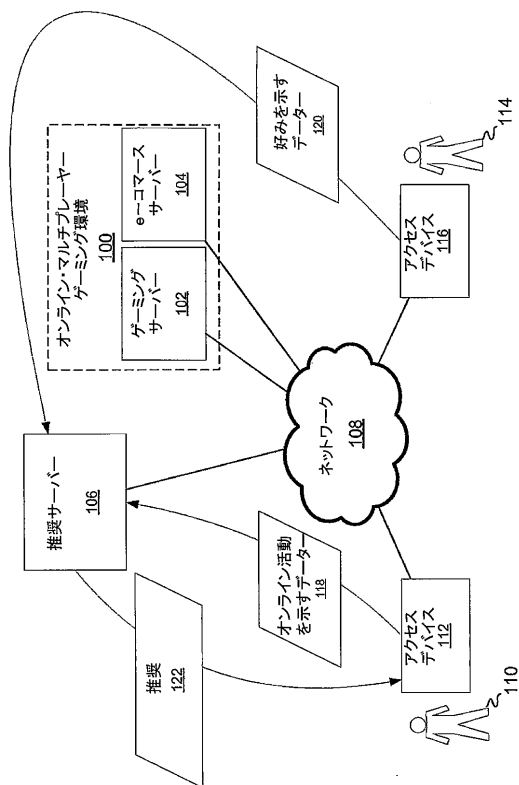 オンライン・マルチプレーヤー
ゲーミング環境
100
ゲーミング
サーバー
102
e-コマース
サーバー
104
推奨サーバー
106
好みを示す
データー
120
ネットワーク
108
オンライン活動
を示すデーター
118
推奨
122
アクセス
デバイス
112
110
アクセス
デバイス
116
114